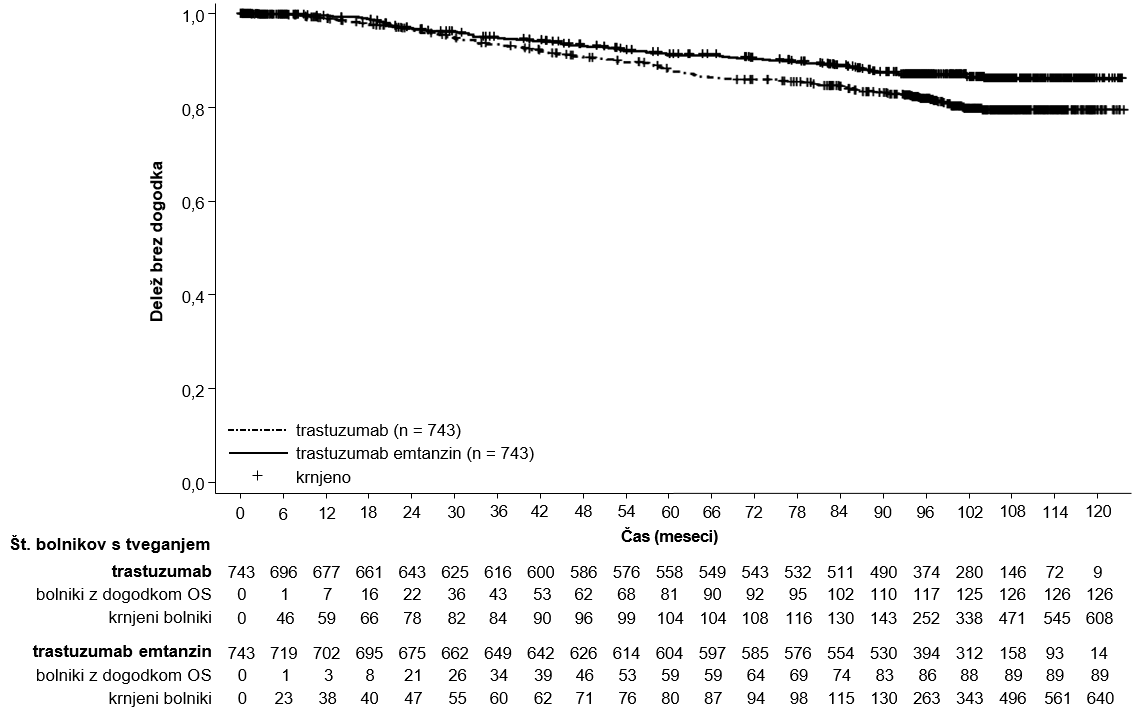 1,0
0,8
0,6
0,4
0,2
0,0
Delež brez dogodka
trastuzumab (n = 743)
trastuzumab emtanzin (n = 743)
krnjeno
0 6 12 18 24 30 36 42 48 54 60 66 72 78 84 90 96 102 108 114 120
Čas (meseci)
Št. bolnikov s tveganjem
trastuzumab 743 696 677 661 643 625 616 600 586 576 558 549 543 532 511 490 374 280 146 72 9
bolniki z dogodkom OS 0 1 7 16 22 36 43 53 62 68 81 90 92 95 102 110 117 125 126 126 126
krnjeni bolniki 0 46 59 66 78 82 84 90 96 99 104 104 108 116 130 143 252 338 471 545 608
trastuzumab emtanzin 743 719 702 695 675 662 649 642 626 614 604 597 585 576 554 530 394 312 158 93 14
bolniki z dogodkom OS 0 1 3 8 21 26 34 39 46 53 59 59 64 69 74 83 86 88 89 89 89
krnjeni bolniki 0 23 38 40 47 55 60 62 71 76 80 87 94 98 115 130 263 343 496 561 640